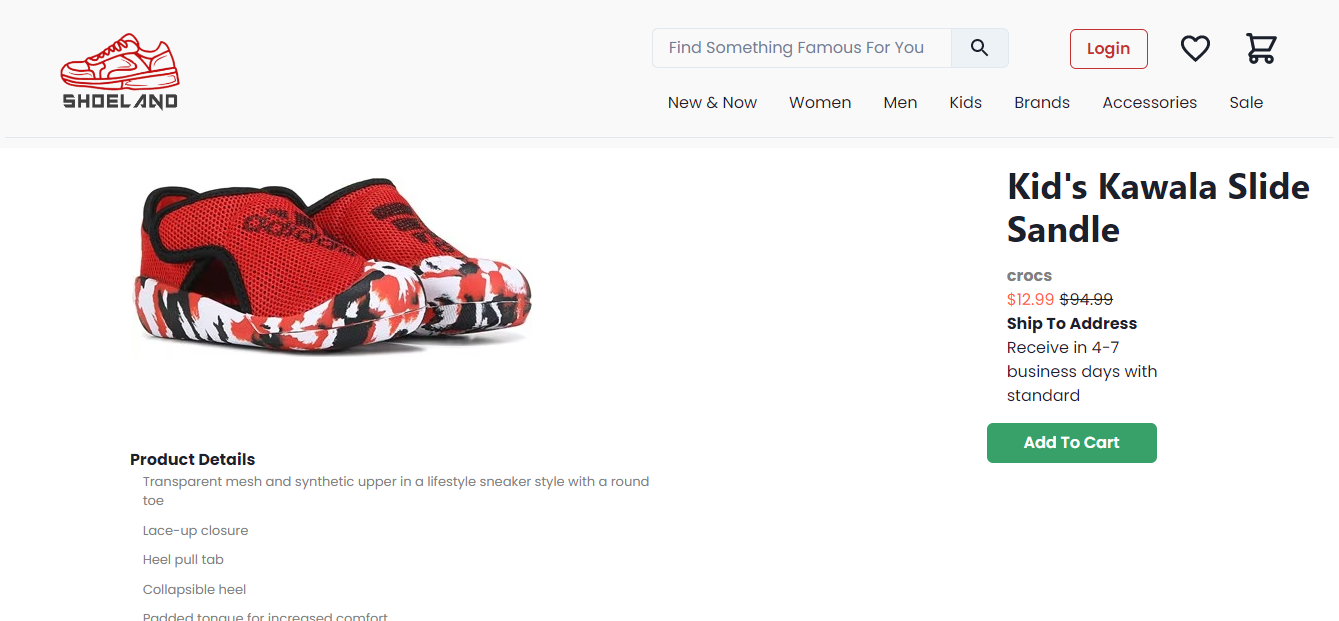 SHOELAND
Find Something Famous For You
Login
New & Now Women Men Kids Brands Accessories Sale
adidas
Kid's Kawala Slide
Sandle
crocs
$12.99 $94.99
Ship To Address
Receive in 4-7
business days with
standard
Add To Cart
Product Details
Transparent mesh and synthetic upper in a lifestyle sneaker style with a round
toe
Lace-up closure
Heel pull tab
Collapsible heel
Padded tongue for increased comfort